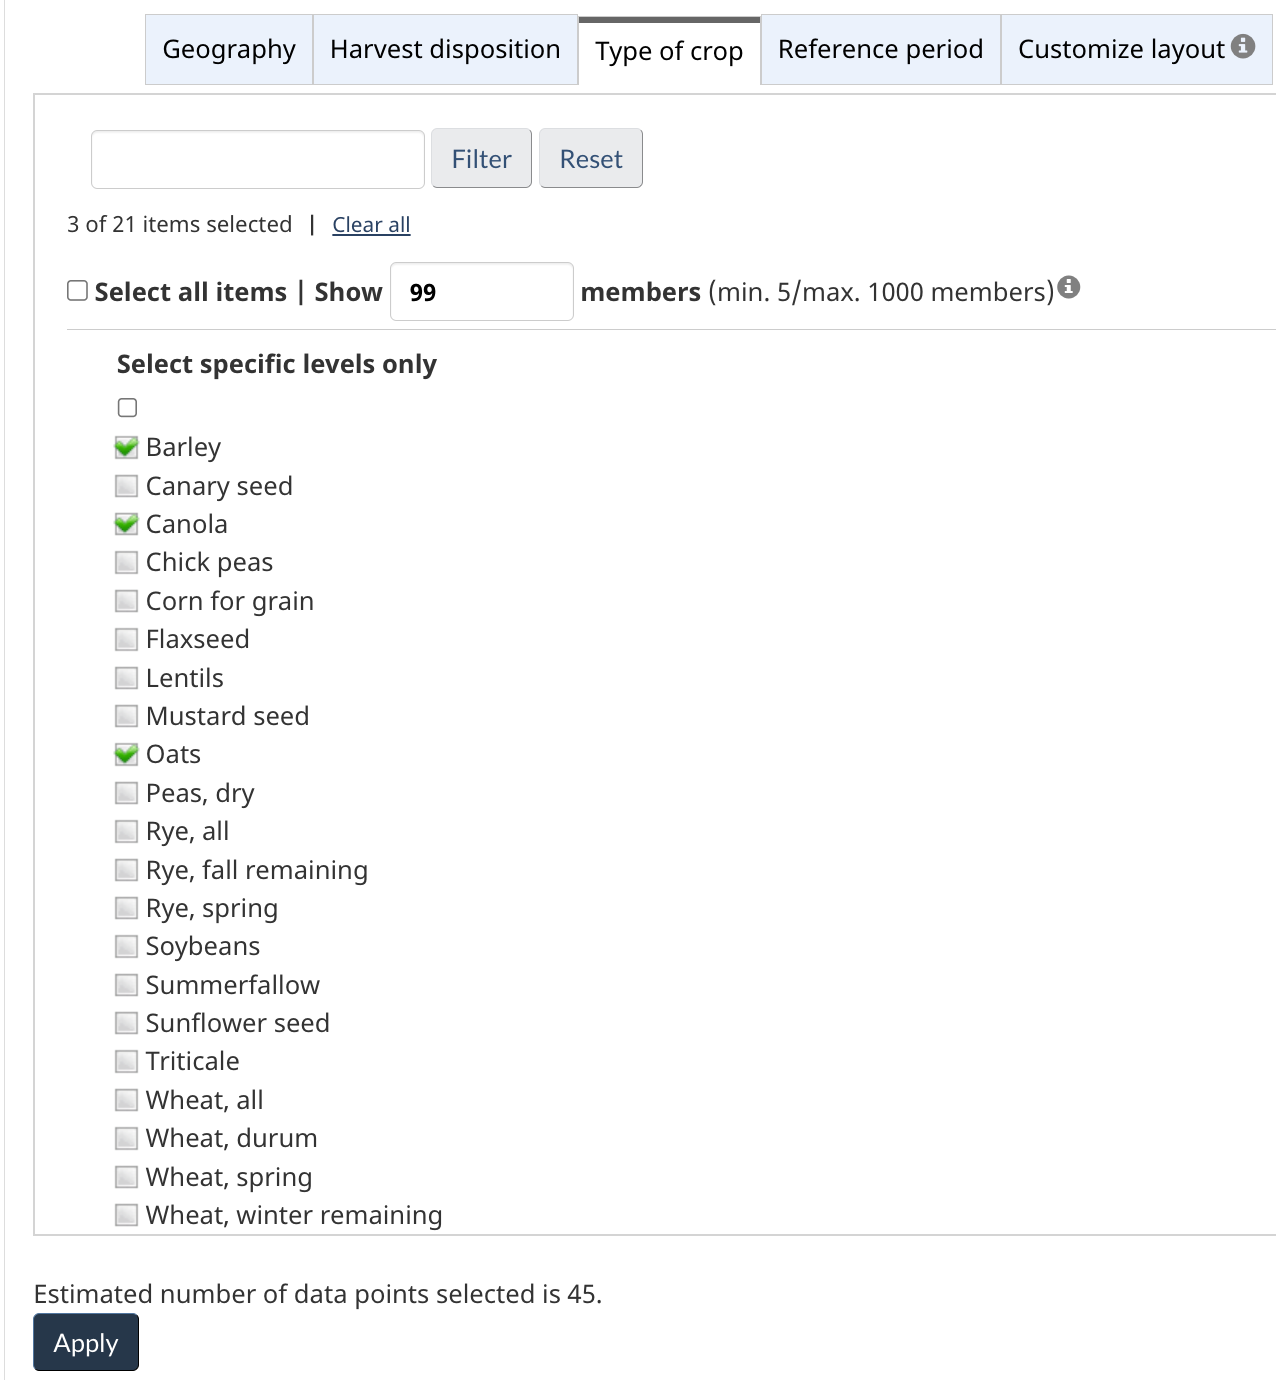 Geography Harvest disposition Type of crop Reference period Customize layout
Filter Reset
3 of 21 items selected | Clear all
Select all items | Show 99 members (min. 5/max. 1000 members)
Select specific levels only
Barley
Canary seed
Canola
Chick peas
Corn for grain
Flaxseed
Lentils
Mustard seed
Oats
Peas, dry
Rye, all
Rye, fall remaining
Rye, spring
Soybeans
Summerfallow
Sunflower seed
Triticale
Wheat, all
Wheat, durum
Wheat, spring
Wheat, winter remaining
Estimated number of data points selected is 45.
Apply